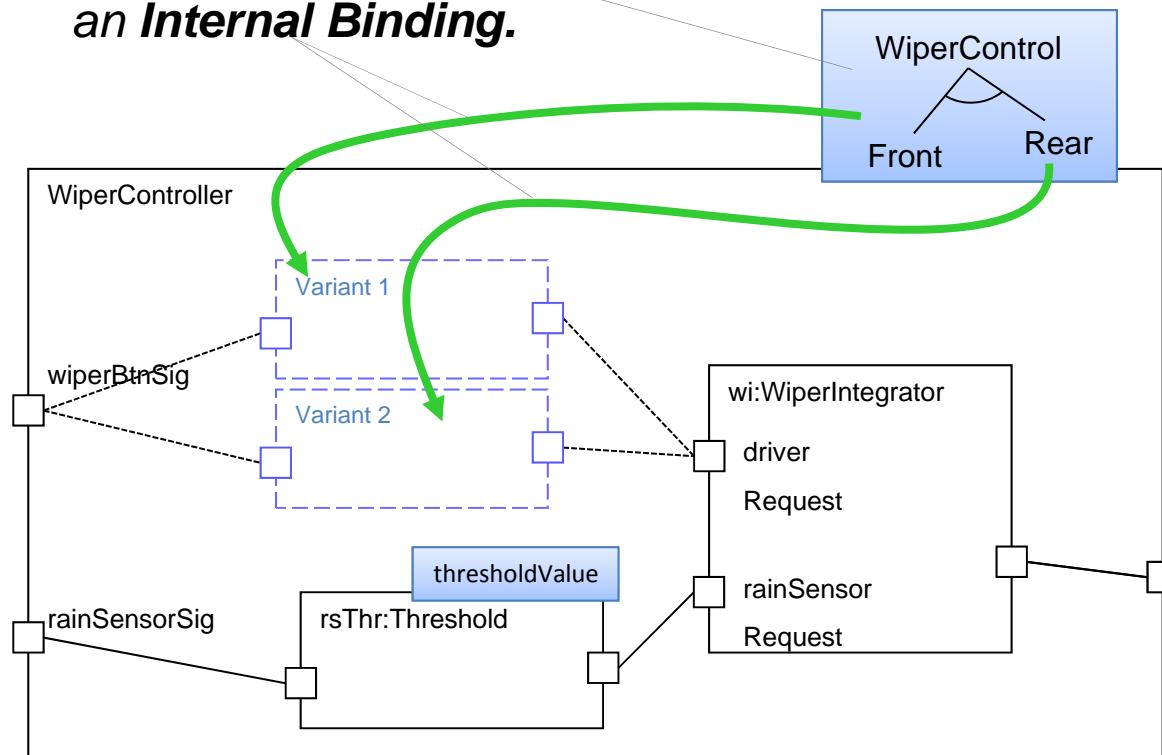 an Internal Binding.
WiperControl
Front
Rear
WiperController
Variant 1
wiperBtnSig
Variant 2
wi:WiperIntegrator
driver
Request
thresholdValue
rainSensor
rainSensorSig
rsThr:Threshold
Request